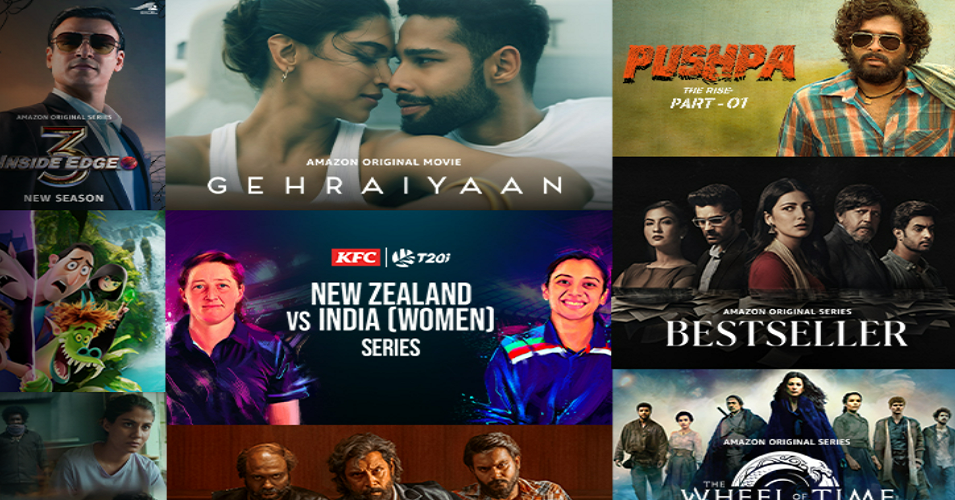 AMAZON ORIGINAL SERIES
3
INSIDE EDGE
NEW SEASON
AMAZON ORIGINAL MOVIE
GEHRAIYAAN
PUSHPA
THE RISE
PART - 01
KFC T20i
NEW ZEALAND
VS INDIA (WOMEN)
SERIES
AMAZON ORIGINAL SERIES
BESTSELLER
AMAZON ORIGINAL SERIES
THE
WHEEL OF TIME